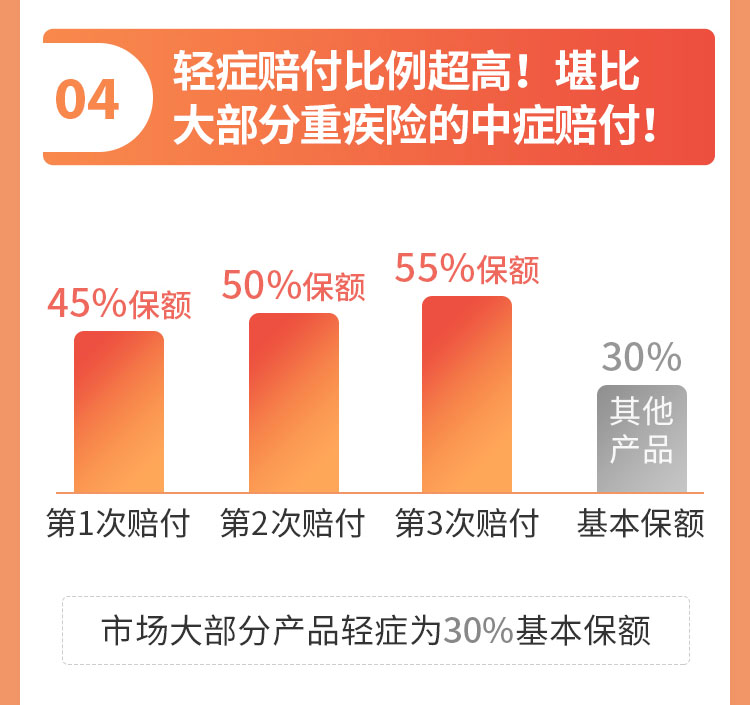 04
轻症赔付比例超高！堪比
大部分重疾险的中症赔付！
45%保额
50%保额
55%保额
30%
其他
产品
第1次赔付
第2次赔付
第3次赔付
基本保额
市场大部分产品轻症为30%基本保额